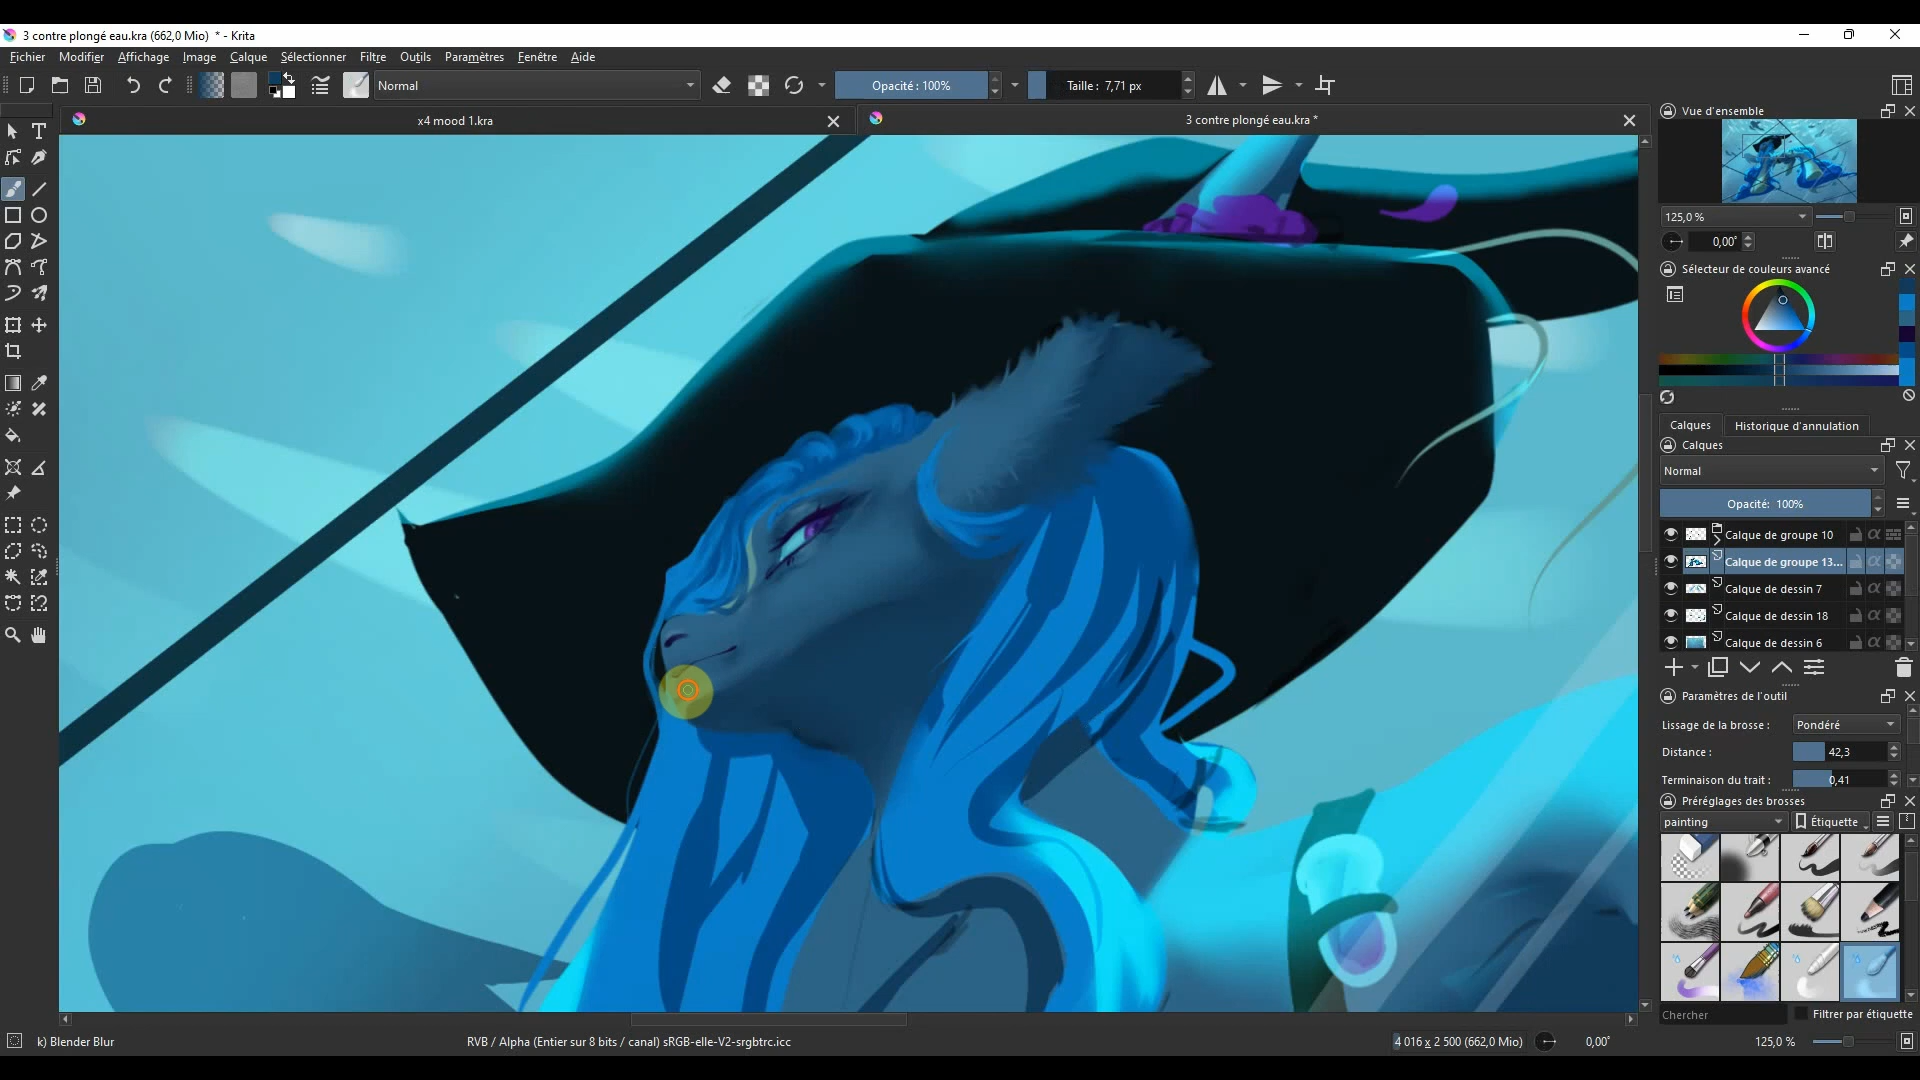 3 contre plongé eau.kra (662,0 Mio) * - Krita
Fichier Modifier Affichage Image Calque Sélectionner Filtre Outils Paramètres Fenêtre Aide
Normal Opacité : 100% Taille : 7,71 px
x4 mood 1.kra 3 contre plongé eau.kra *
Vue d'ensemble
125,0 %
0,00°
Sélecteur de couleurs avancé
Calques Historique d'annulation
Calques
Normal
Opacité: 100%
Calque de groupe 10
Calque de groupe 13...
Calque de dessin 7
Calque de dessin 18
Calque de dessin 6
Paramètres de l'outil
Lissage de la brosse : Pondéré
Distance : 42,3
Terminaison du trait : 0,41
Préréglages des brosses
painting Étiquette
Chercher Filtrer par étiquette
k) Blender Blur RVB / Alpha (Entier sur 8 bits / canal) sRGB-elle-V2-srgbtrc.icc 4 016 x 2 500 (662,0 Mio) 0,00° 125,0 %